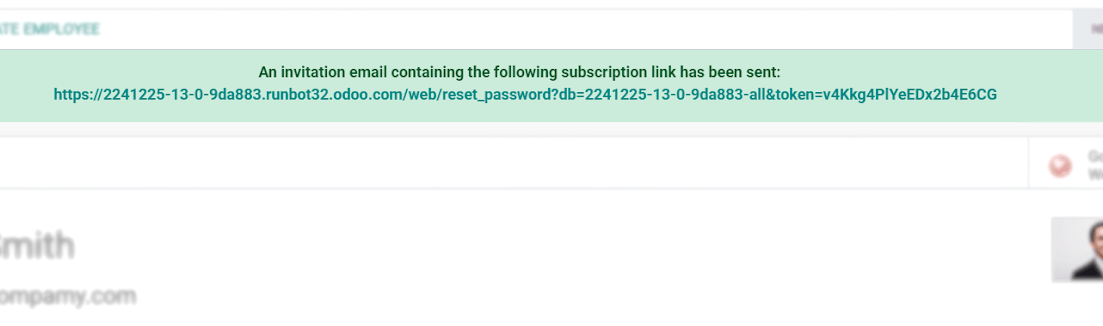 ATE EMPLOYEE
An invitation email containing the following subscription link has been sent:
https://2241225-13-0-9da883.runbot32.odoo.com/web/reset_password?db=2241225-13-0-9da883-all&token=v4Kkg4PlYeEDx2b4E6CG
Smith
ompamy.com